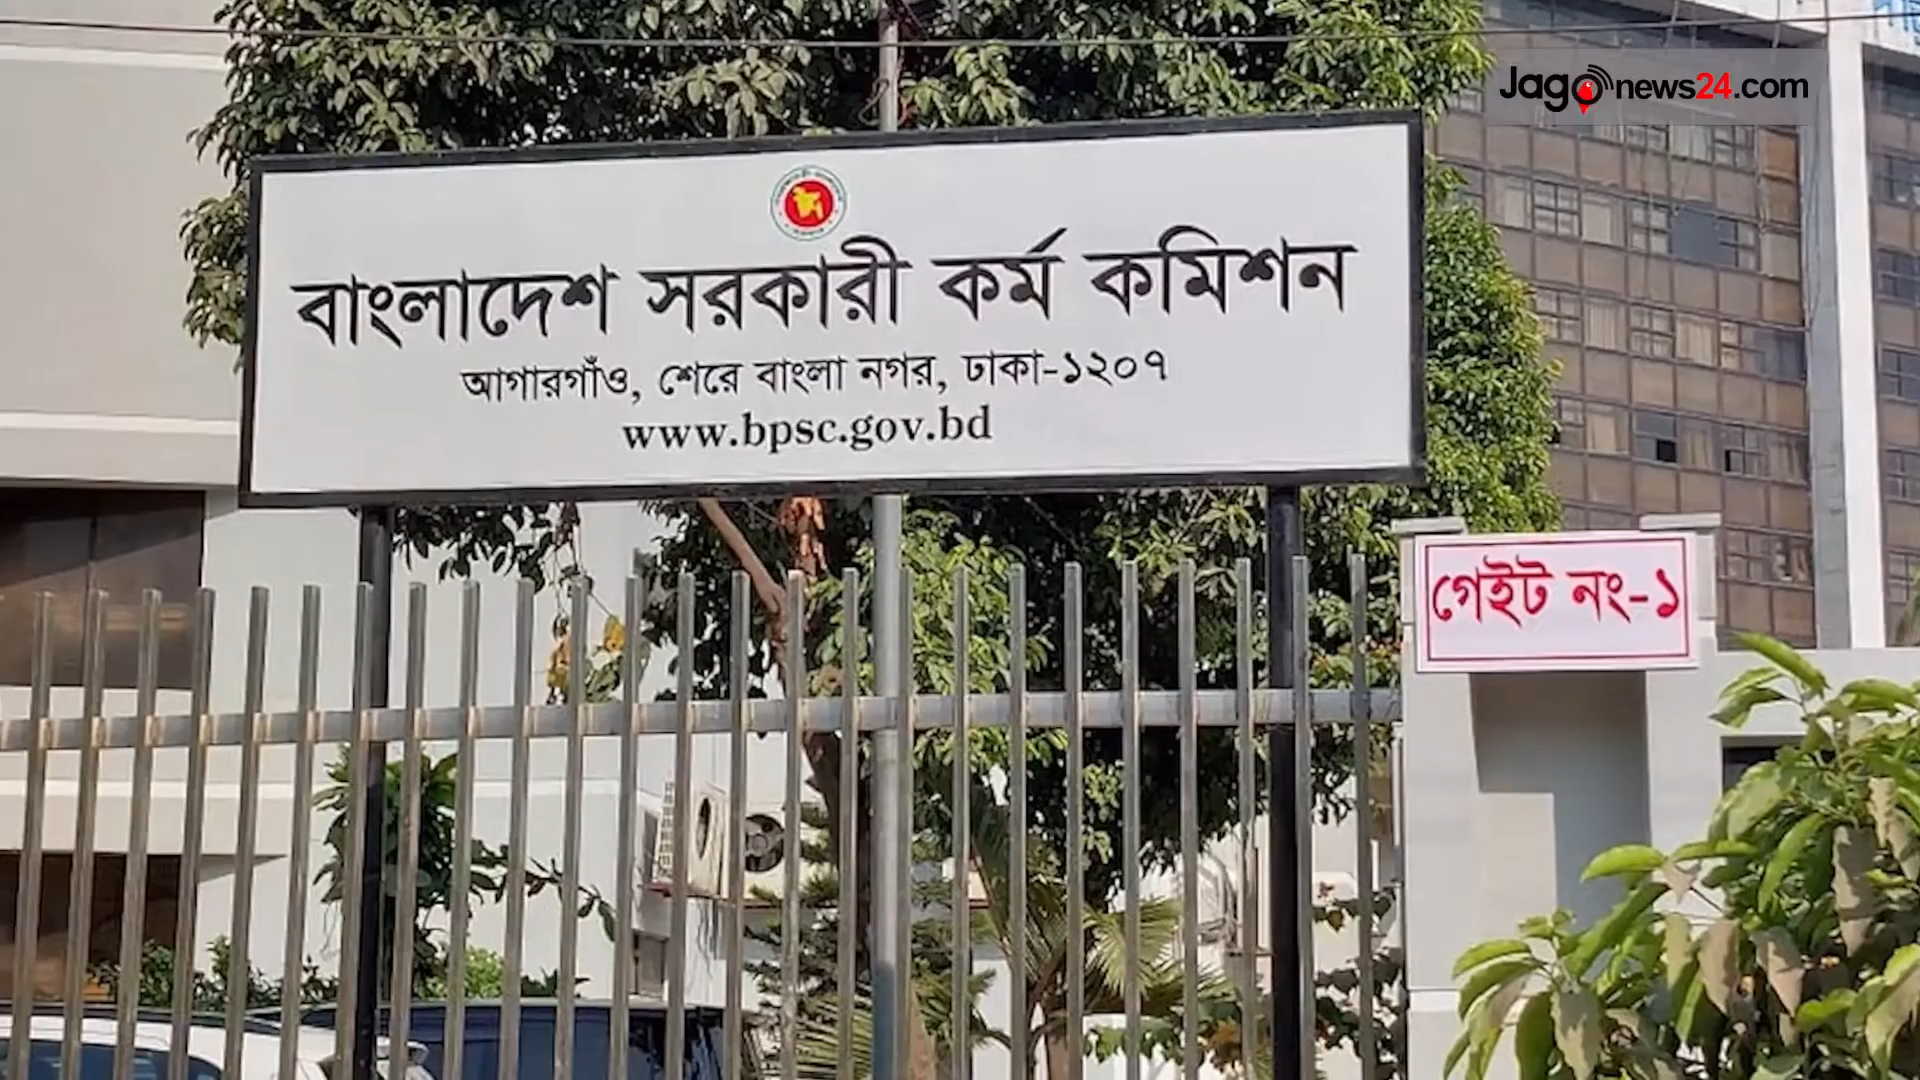 Jagonews24.com
বাংলাদেশ সরকারী কর্ম কমিশন
আগারগাঁও, শেরে বাংলা নগর, ঢাকা-১২০৭
www.bpsc.gov.bd
গেইট নং-১